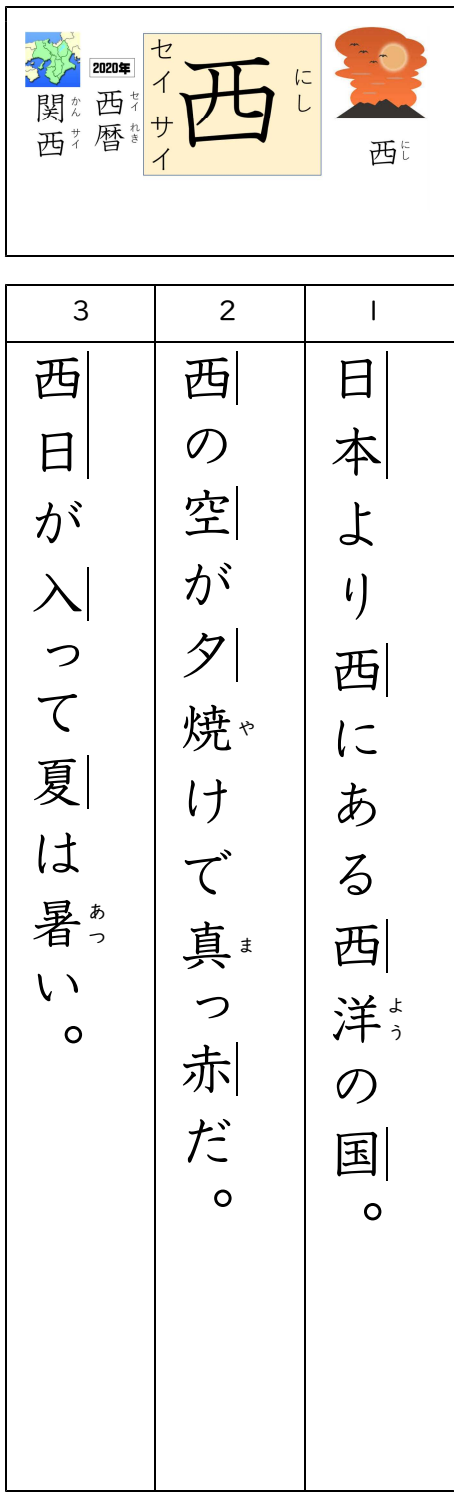 西
にし
西
にし
セイ サイ
2020年
西暦
セイ れき
関西
かん サイ
1
日本より西にある西洋の国。
よう
2
西の空が夕焼けで真っ赤だ。
や
ま
3
西日が入って夏は暑い。
あつ